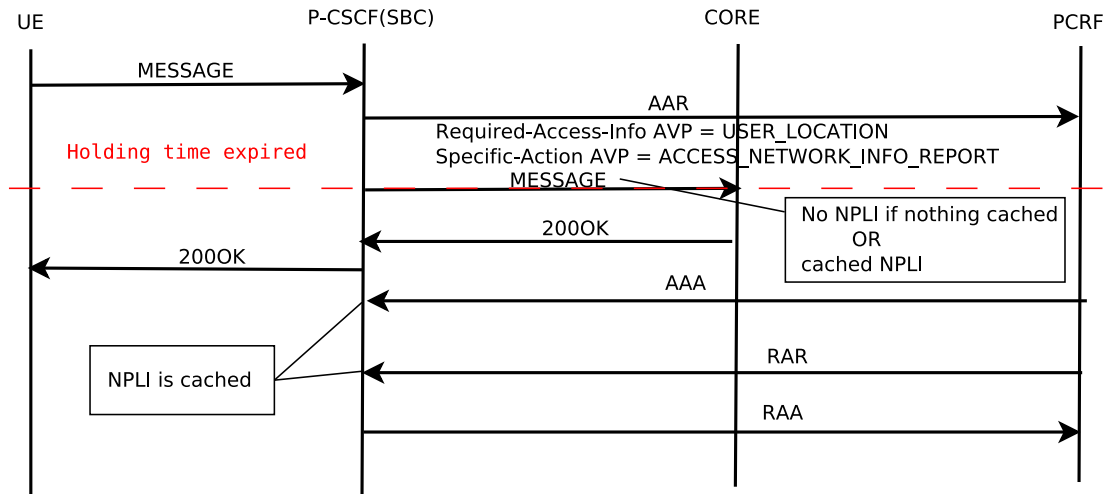 UE
P-CSCF(SBC)
CORE
PCRF
MESSAGE
AAR
Required-Access-Info AVP = USER_LOCATION
Holding time expired
Specific-Action AVP = ACCESS_NETWORK_INFO_REPORT
MESSAGE
No NPLI if nothing cached
OR
cached NPLI
200OK
200OK
AAA
RAR
NPLI is cached
RAA